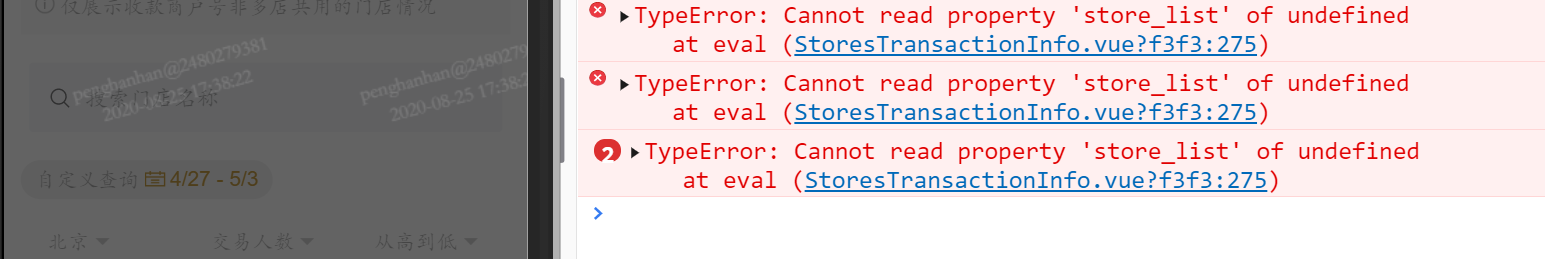 仅展示收款商户号非多店共用的门店情况
搜索门店名称
penghanhan@2480279381
2020-08-25 17:38:22
penghanhan@24802793
2020-08-25 17:38:2
自定义查询 4/27 - 5/3
北京 交易人数 从高到低
TypeError: Cannot read property 'store_list' of undefined
at eval (StoresTransactionInfo.vue?f3f3:275)
TypeError: Cannot read property 'store_list' of undefined
at eval (StoresTransactionInfo.vue?f3f3:275)
2 TypeError: Cannot read property 'store_list' of undefined
at eval (StoresTransactionInfo.vue?f3f3:275)